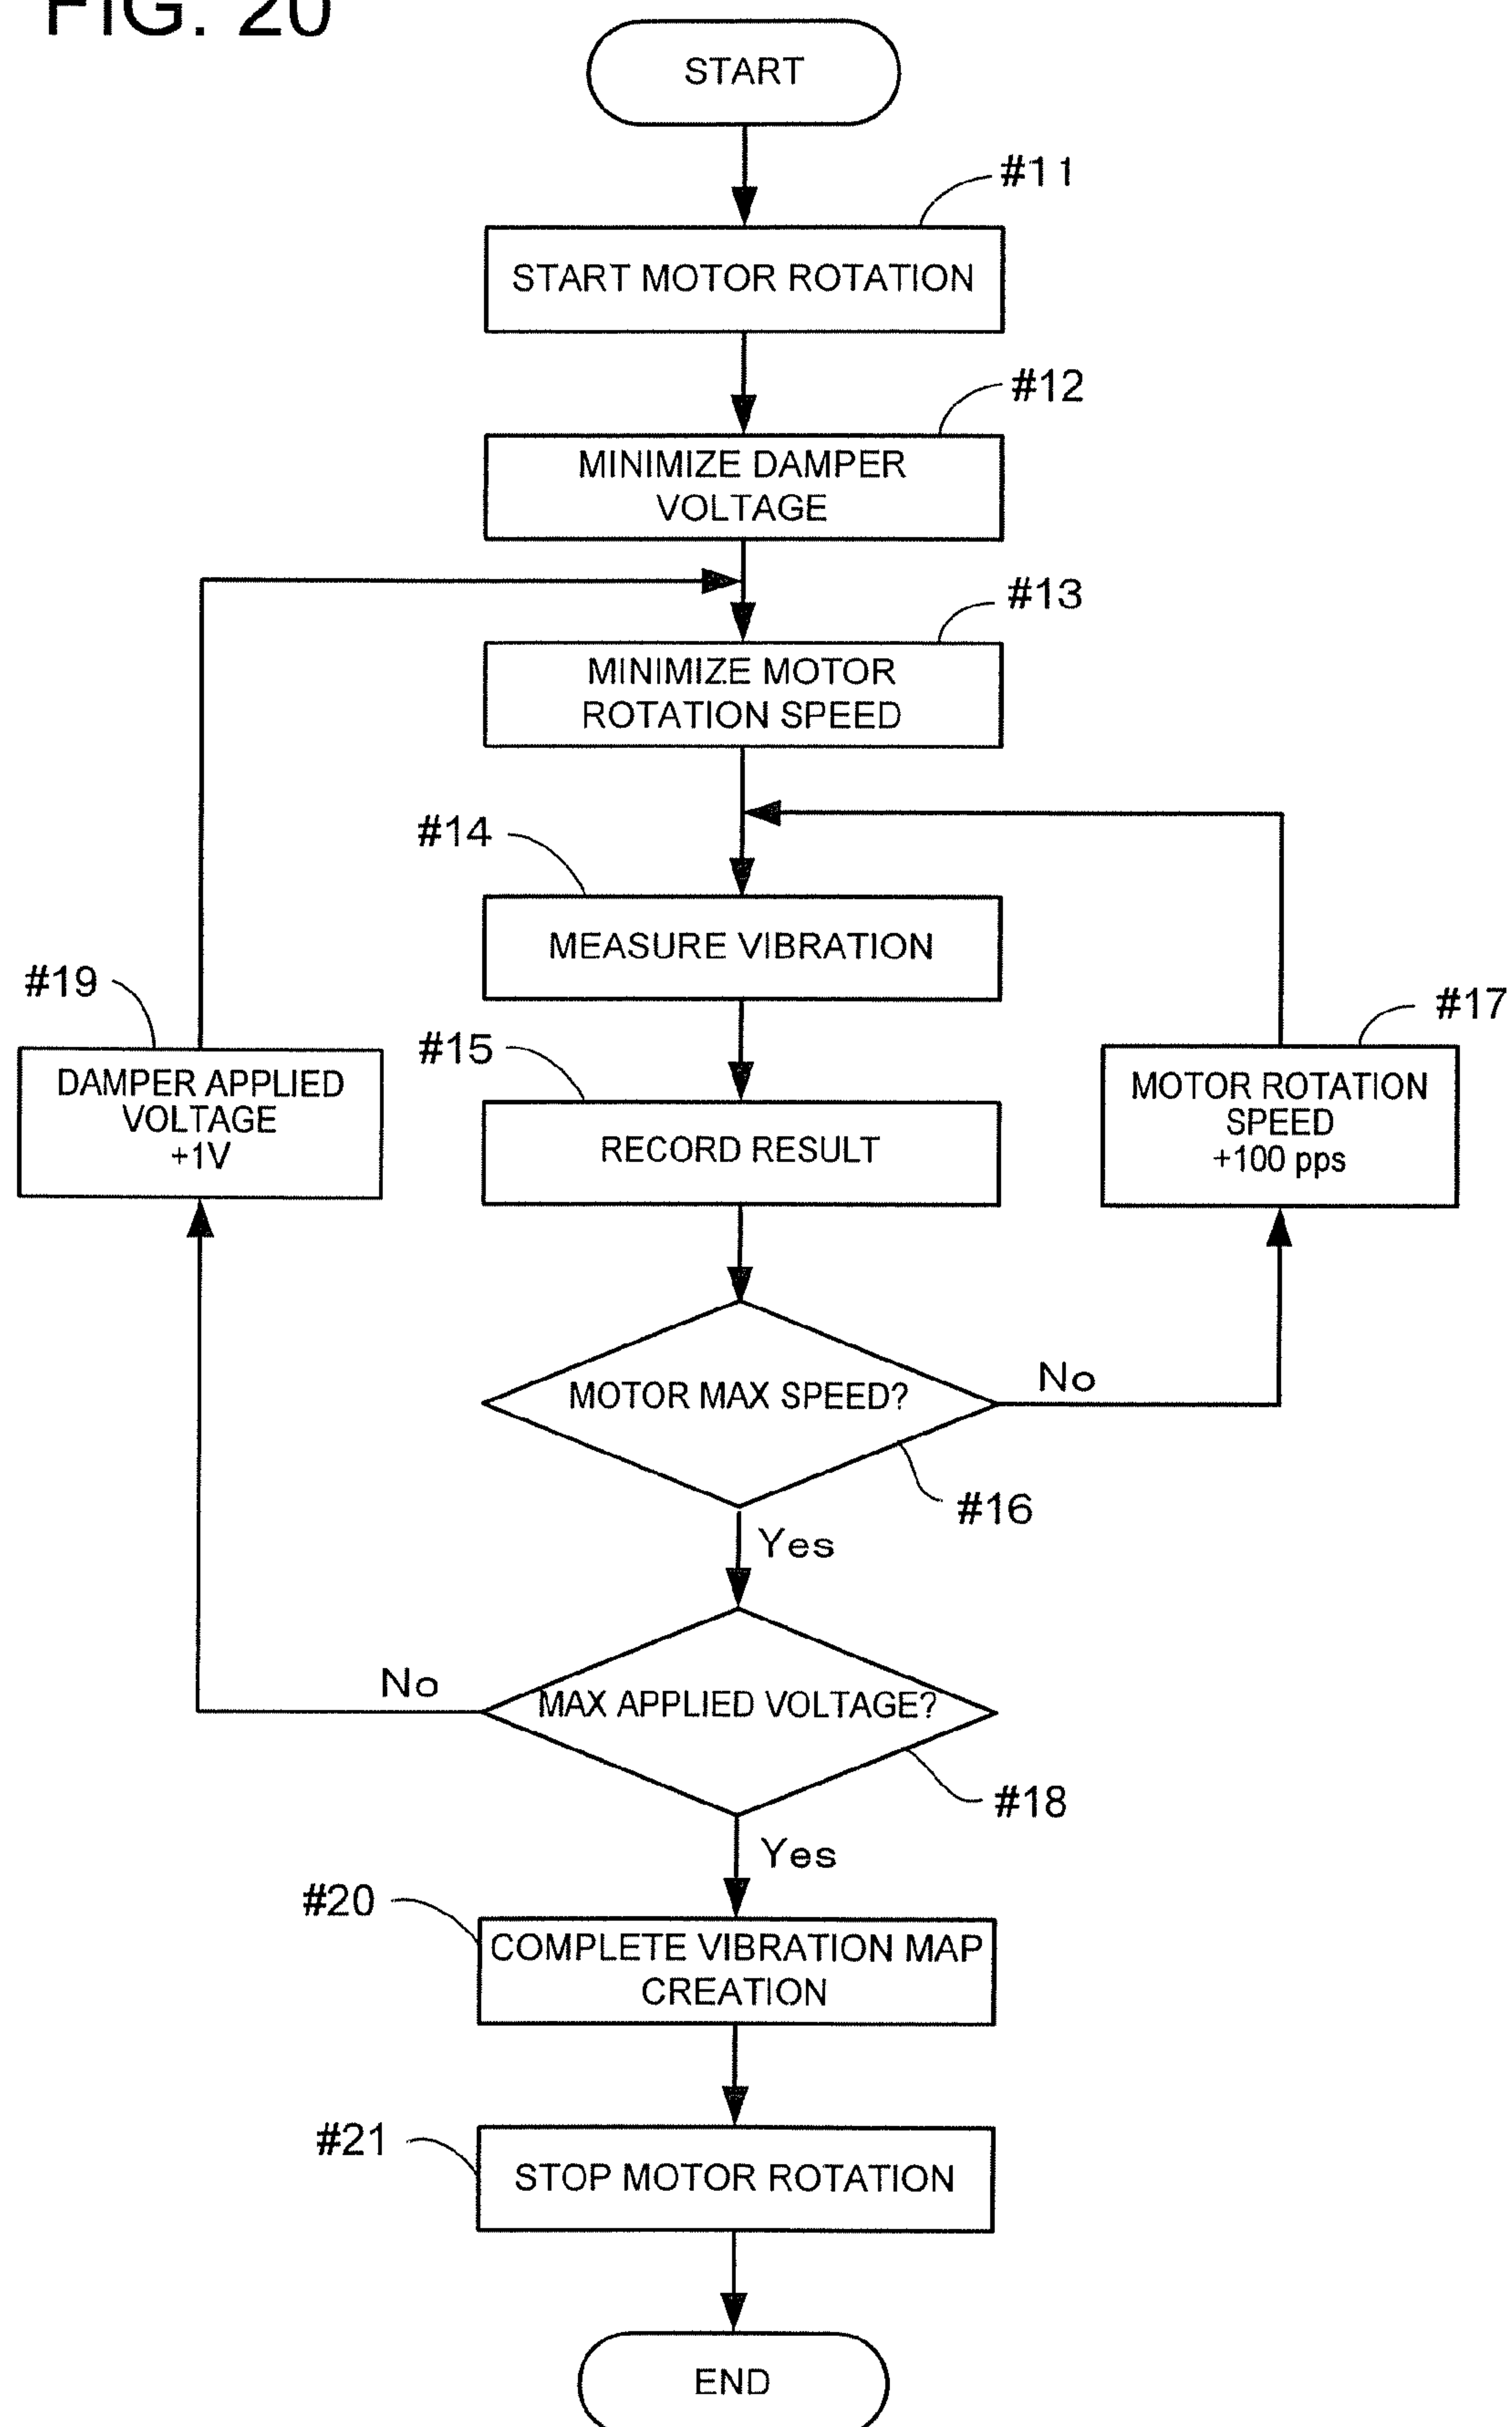 FIG. 20
START
#11
START MOTOR ROTATION
#12
MINIMIZE DAMPER
VOLTAGE
#13
MINIMIZE MOTOR
ROTATION SPEED
#14
MEASURE VIBRATION
#19
DAMPER APPLIED
VOLTAGE
+1V
#15
RECORD RESULT
#17
MOTOR ROTATION
SPEED
+100 pps
MOTOR MAX SPEED?
No
#16
Yes
No
MAX APPLIED VOLTAGE?
#18
Yes
#20
COMPLETE VIBRATION MAP
CREATION
#21
STOP MOTOR ROTATION
END